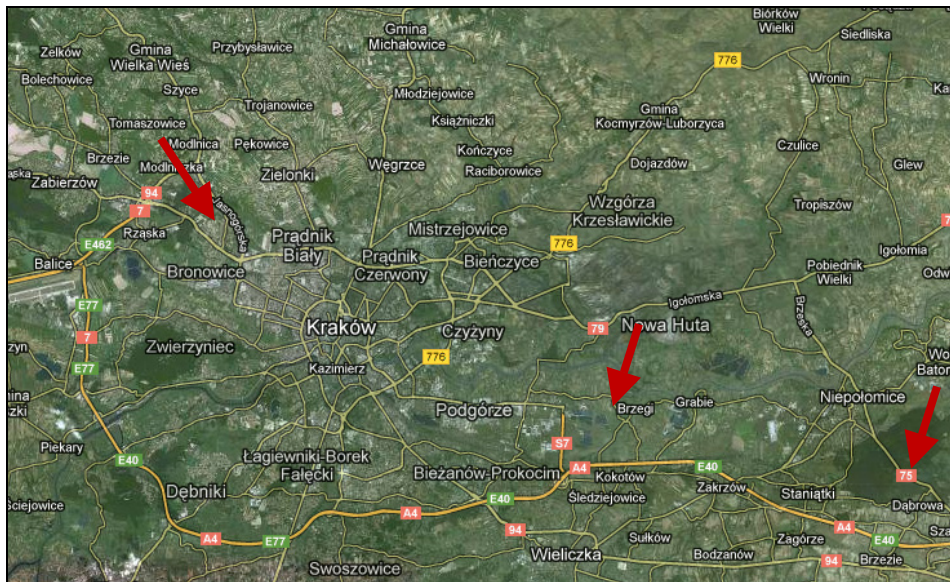 Biórków
Wielki
Siedliska
Zelków
Gmina
Wielka Wieś
Przybysławice
Gmina
Michałowice
776
Bolechowice
Szyce
Młodziejowice
Wronin
Trojanowice
Książniczki
Gmina
Kocmyrzów-Luborzyca
Tomaszowice
Modlnica
Pękowice
Kończyce
Czulice
Brzezie
Modlniczka
Węgrzce
Raciborowice
Dojazdów
Glew
Zabierzów
Zielonki
94
7
Jasnogórska
Wzgórza
Krzesławickie
Tropiszów
Rząska
Prądnik
Biały
Mistrzejowice
E462
776
Igołomia
Balice
Bronowice
Prądnik
Czerwony
Bieńczyce
Pobiednik
Wielki
E77
Igołomska
Brzeska
Kraków
Czyżyny
79
Nowa Huta
7
Zwierzyniec
776
E77
Kazimierz
Niepołomice
Podgórze
Brzegi
Grabie
Piekary
S7
E40
Łagiewniki-Borek
Fałęcki
Bieżanów-Prokocim
A4
Kokotów
E40
75
Dębniki
E40
Śledziejowice
Zakrzów
Staniątki
Dąbrowa
A4
94
A4
A4
E77
Sułków
Zagórze
E40
Wieliczka
Bodzanów
94
Brzezie
Swoszowice